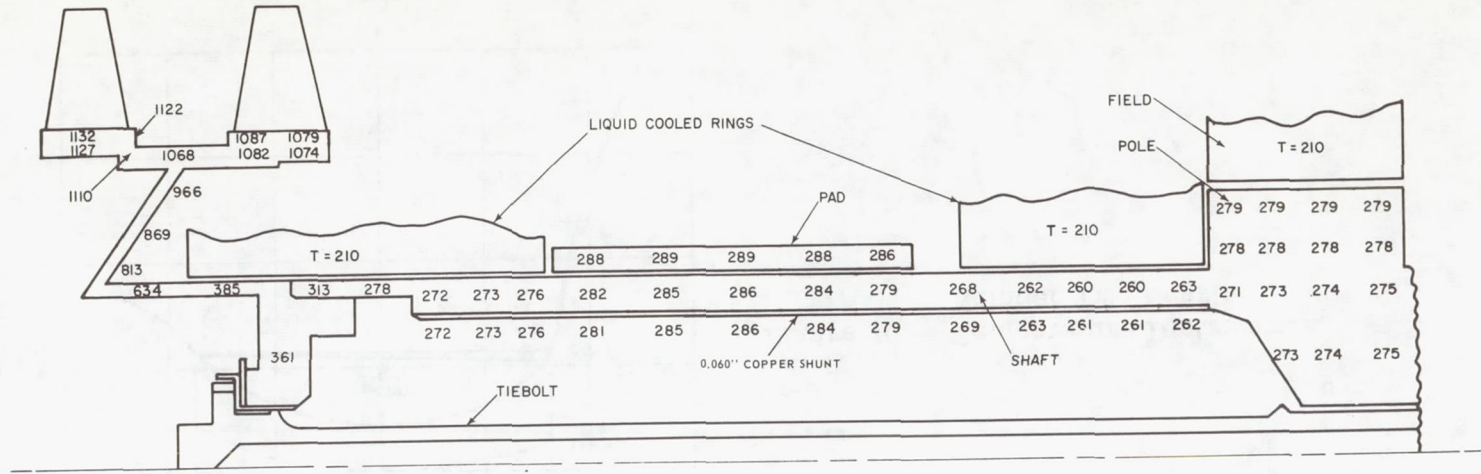 1122
FIELD
LIQUID COOLED RINGS
1132 1087 1079
POLE
T = 210
1127 1068 1082 1074
1110
966
PAD
279 279 279 279
869
T = 210
288 289 289 288 286
T = 210
278 278 278 278
813
634 385 313 278 272 273 276 282 285 286 284 279 268 262 260 260 263 271 273 274 275
272 273 276 281 285 286 284 279 269 263 261 261 262
361
0.060'' COPPER SHUNT
SHAFT
273 274 275
TIEBOLT